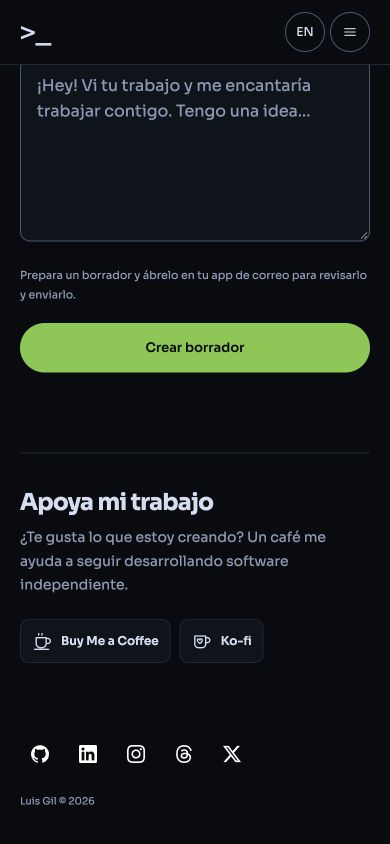 >_
EN
¡Hey! Vi tu trabajo y me encantaría
trabajar contigo. Tengo una idea...
Prepara un borrador y ábrelo en tu app de correo para revisarlo
y enviarlo.
Crear borrador
Apoya mi trabajo
¿Te gusta lo que estoy creando? Un café me
ayuda a seguir desarrollando software
independiente.
Buy Me a Coffee
Ko-fi
Luis Gil © 2026